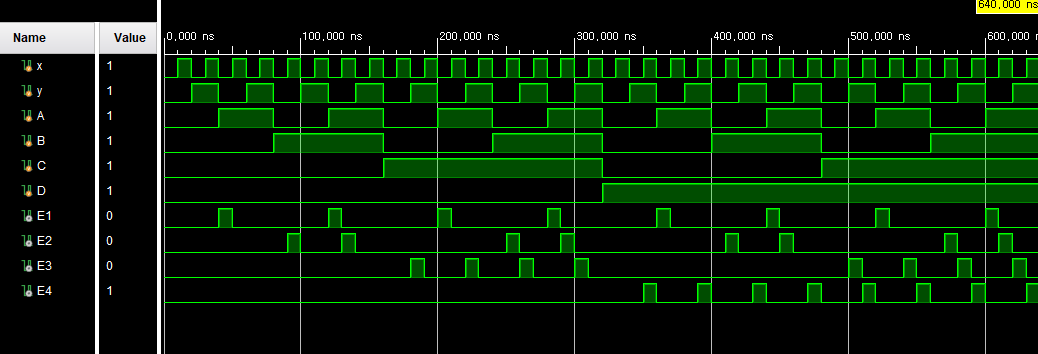 640,000 ns
Name Value
0,000 ns 100,000 ns 200,000 ns 300,000 ns 400,000 ns 500,000 ns 600,000 n
x 1
y 1
A 1
B 1
C 1
D 1
E1 0
E2 0
E3 0
E4 1